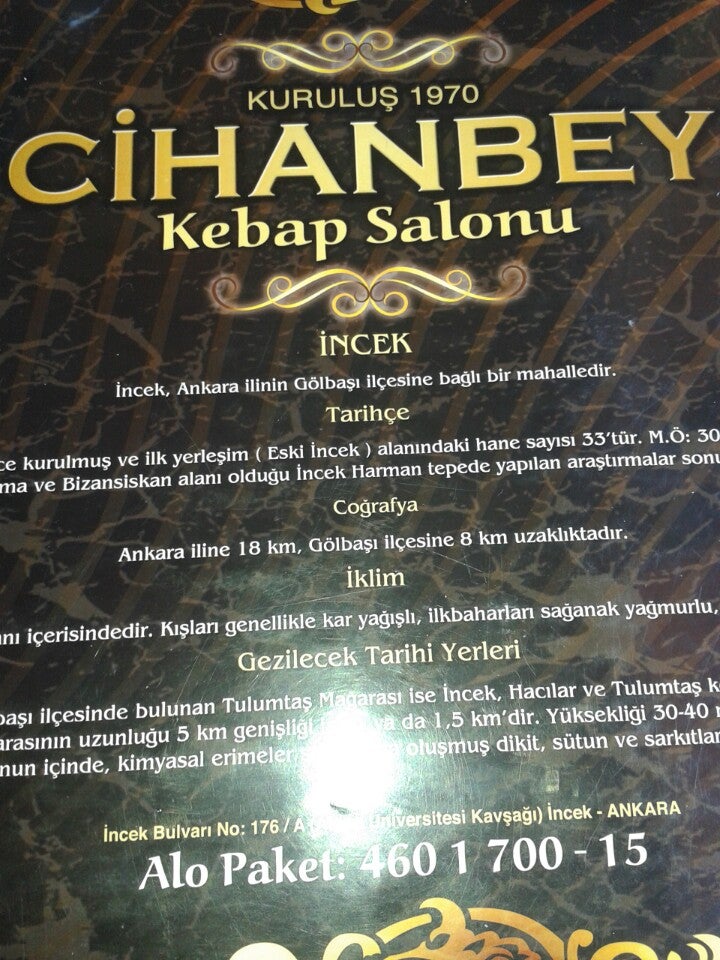 KURULUŞ 1970
CİHANBEY
Kebap Salonu
İNCEK
İncek, Ankara ilinin Gölbaşı ilçesine bağlı bir mahalledir.
Tarihçe
ce kurulmuş ve ilk yerleşim ( Eski İncek ) alanındaki hane sayısı 33'tür. M.Ö: 30
ma ve Bizansiskan alanı olduğu İncek Harman tepede yapılan araştırmalar sonu
Coğrafya
Ankara iline 18 km, Gölbaşı ilçesine 8 km uzaklıktadır.
İklim
içerisindedir. Kışları genellikle kar yağışlı, ilkbaharları sağanak yağmurlu,
Gezilecek Tarihi Yerleri
başı ilçesinde bulunan Tulumtaş Mağarası ise İncek, Hacılar ve Tulumtaş k
arasının uzunluğu 5 km genişliği da 1,5 km'dir. Yüksekliği 30-40
nun içinde, kimyasal erimeler oluşmuş dikit, sütun ve sarkıtlar
İncek Bulvarı No: 176 / A Üniversitesi Kavşağı) İncek - ANKARA
Alo Paket: 460 1 700 - 15